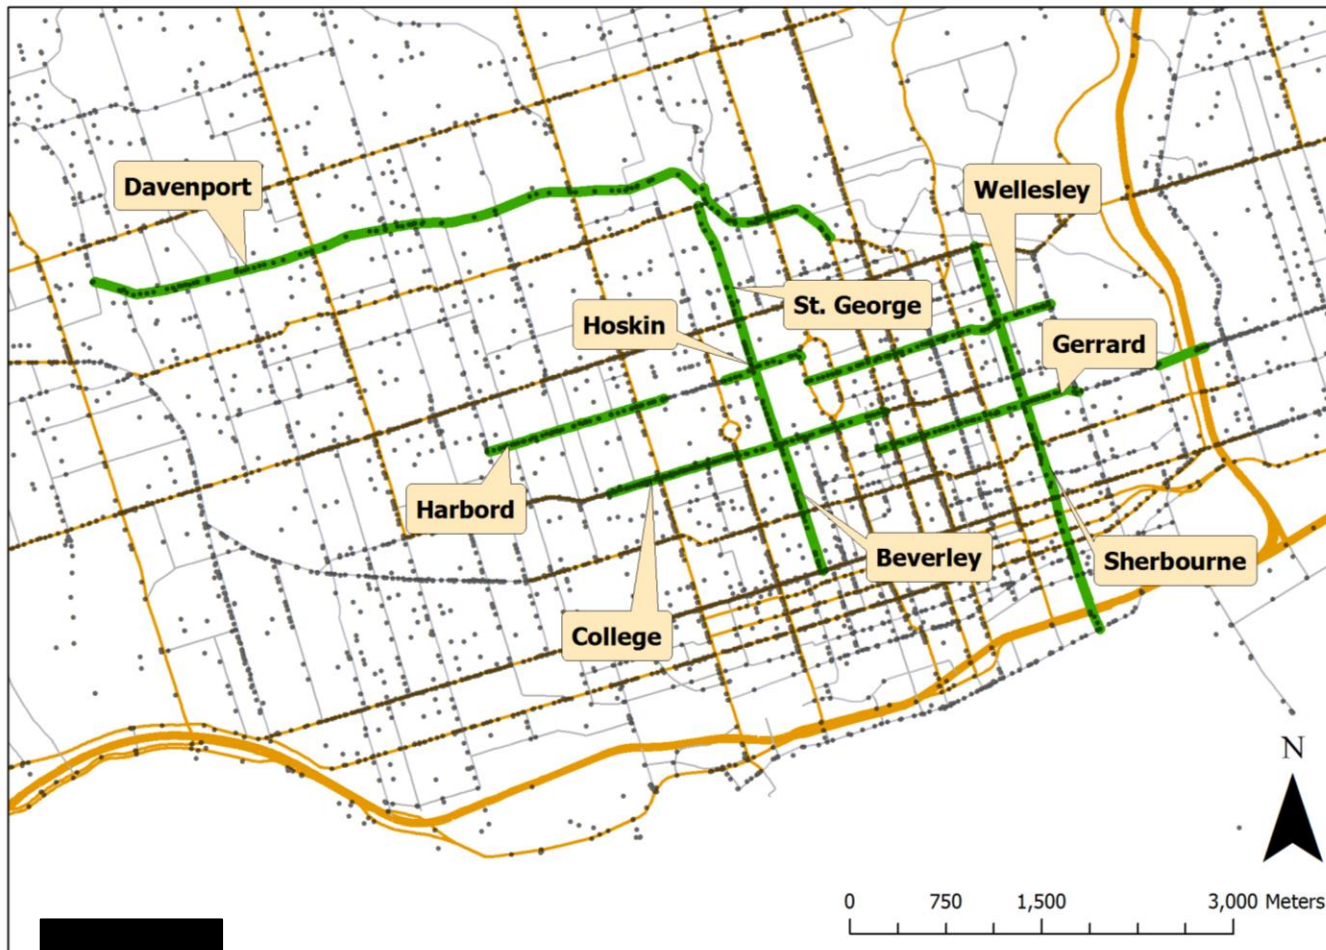 Davenport
Wellesley
St. George
Hoskin
Gerrard
Harbord
Beverley
Sherbourne
College
N
0 750 1,500 3,000 Meters